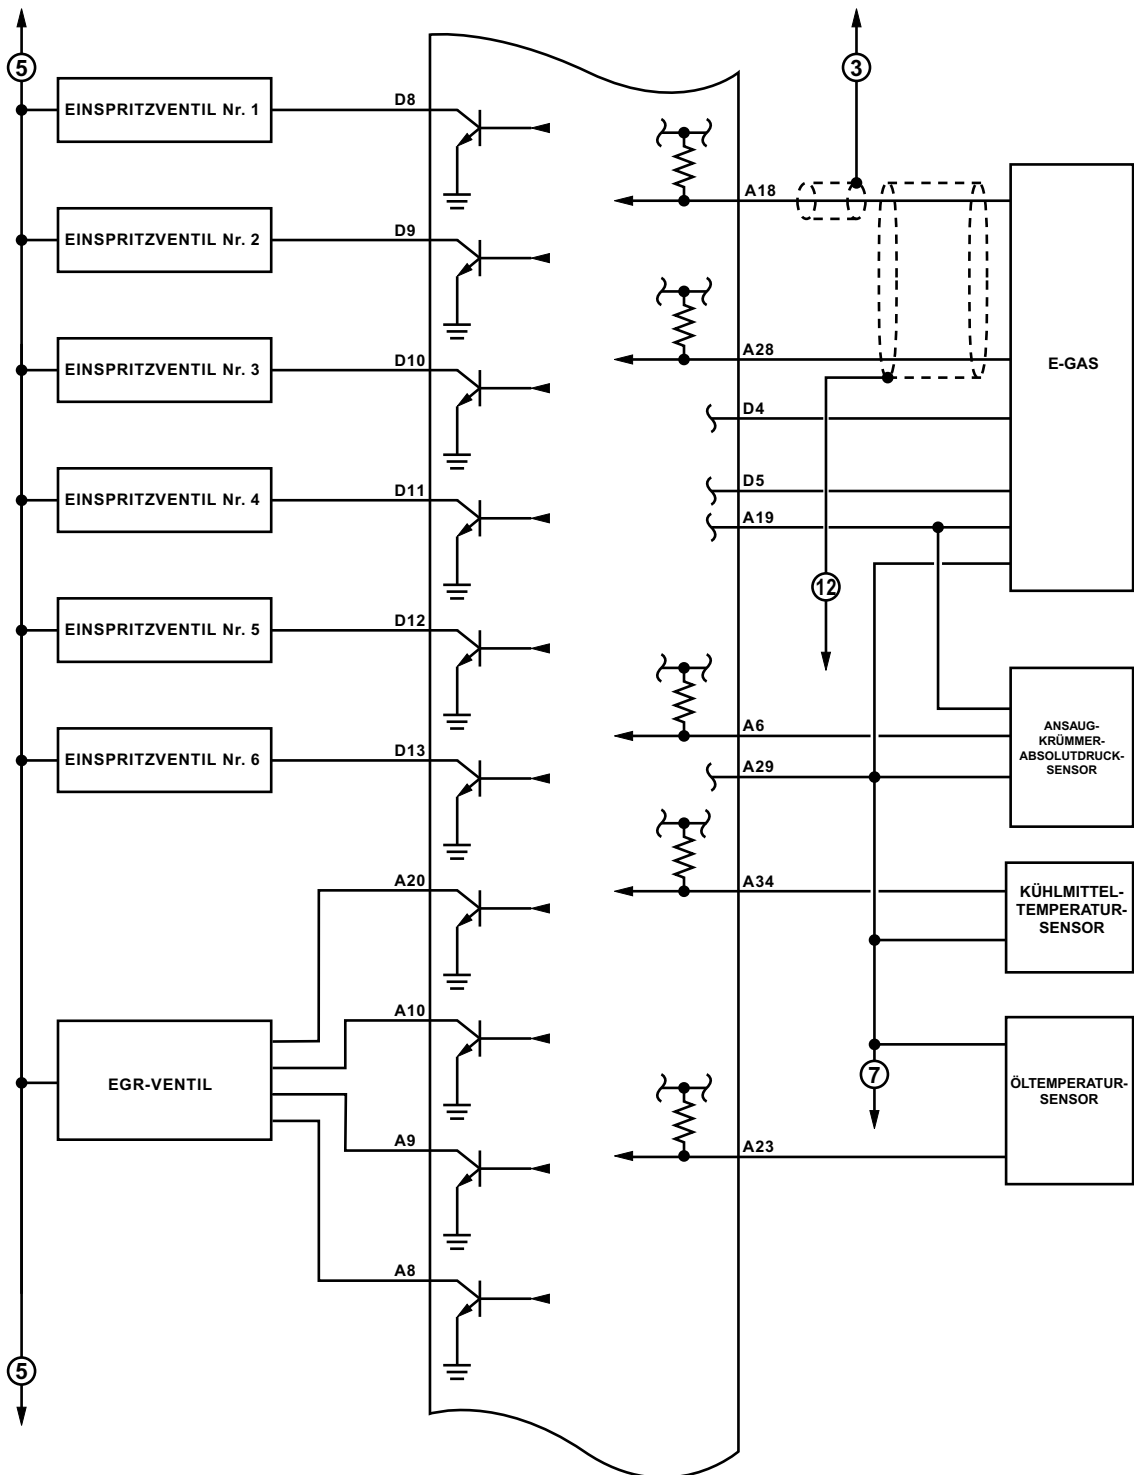 5
3
EINSPRITZVENTIL Nr. 1
D8
A18
EINSPRITZVENTIL Nr. 2
D9
A28
E-GAS
EINSPRITZVENTIL Nr. 3
D10
D4
EINSPRITZVENTIL Nr. 4
D11
D5
A19
12
EINSPRITZVENTIL Nr. 5
D12
A6
ANSAUG-
KRÜMMER-
ABSOLUTDRUCK-
SENSOR
EINSPRITZVENTIL Nr. 6
D13
A29
A20
A34
KÜHLMITTEL-
TEMPERATUR-
SENSOR
A10
EGR-VENTIL
7
ÖLTEMPERATUR-
SENSOR
A9
A23
A8
5